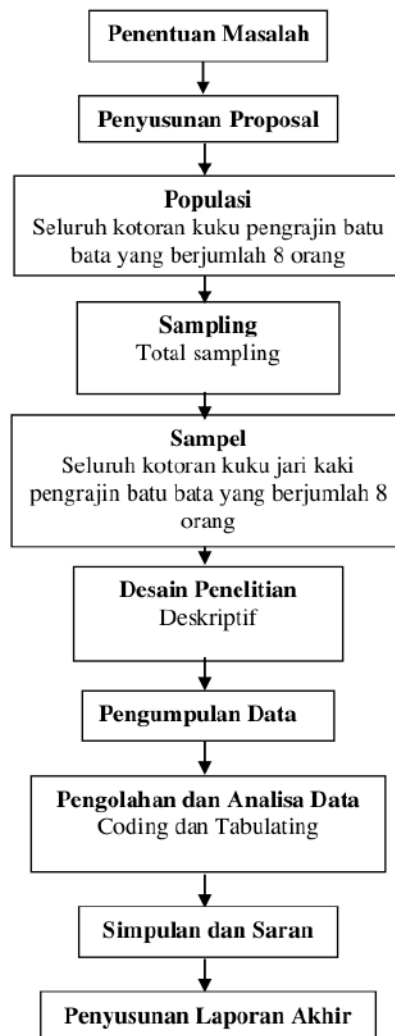 Penentuan Masalah
Penyusunan Proposal
Populasi
Seluruh kotoran kuku pengrajin batu
bata yang berjumlah 8 orang
Sampling
Total sampling
Sampel
Seluruh kotoran kuku jari kaki
pengrajin batu bata yang berjumlah 8
orang
Desain Penelitian
Deskriptif
Pengumpulan Data
Pengolahan dan Analisa Data
Coding dan Tabulating
Simpulan dan Saran
Penyusunan Laporan Akhir